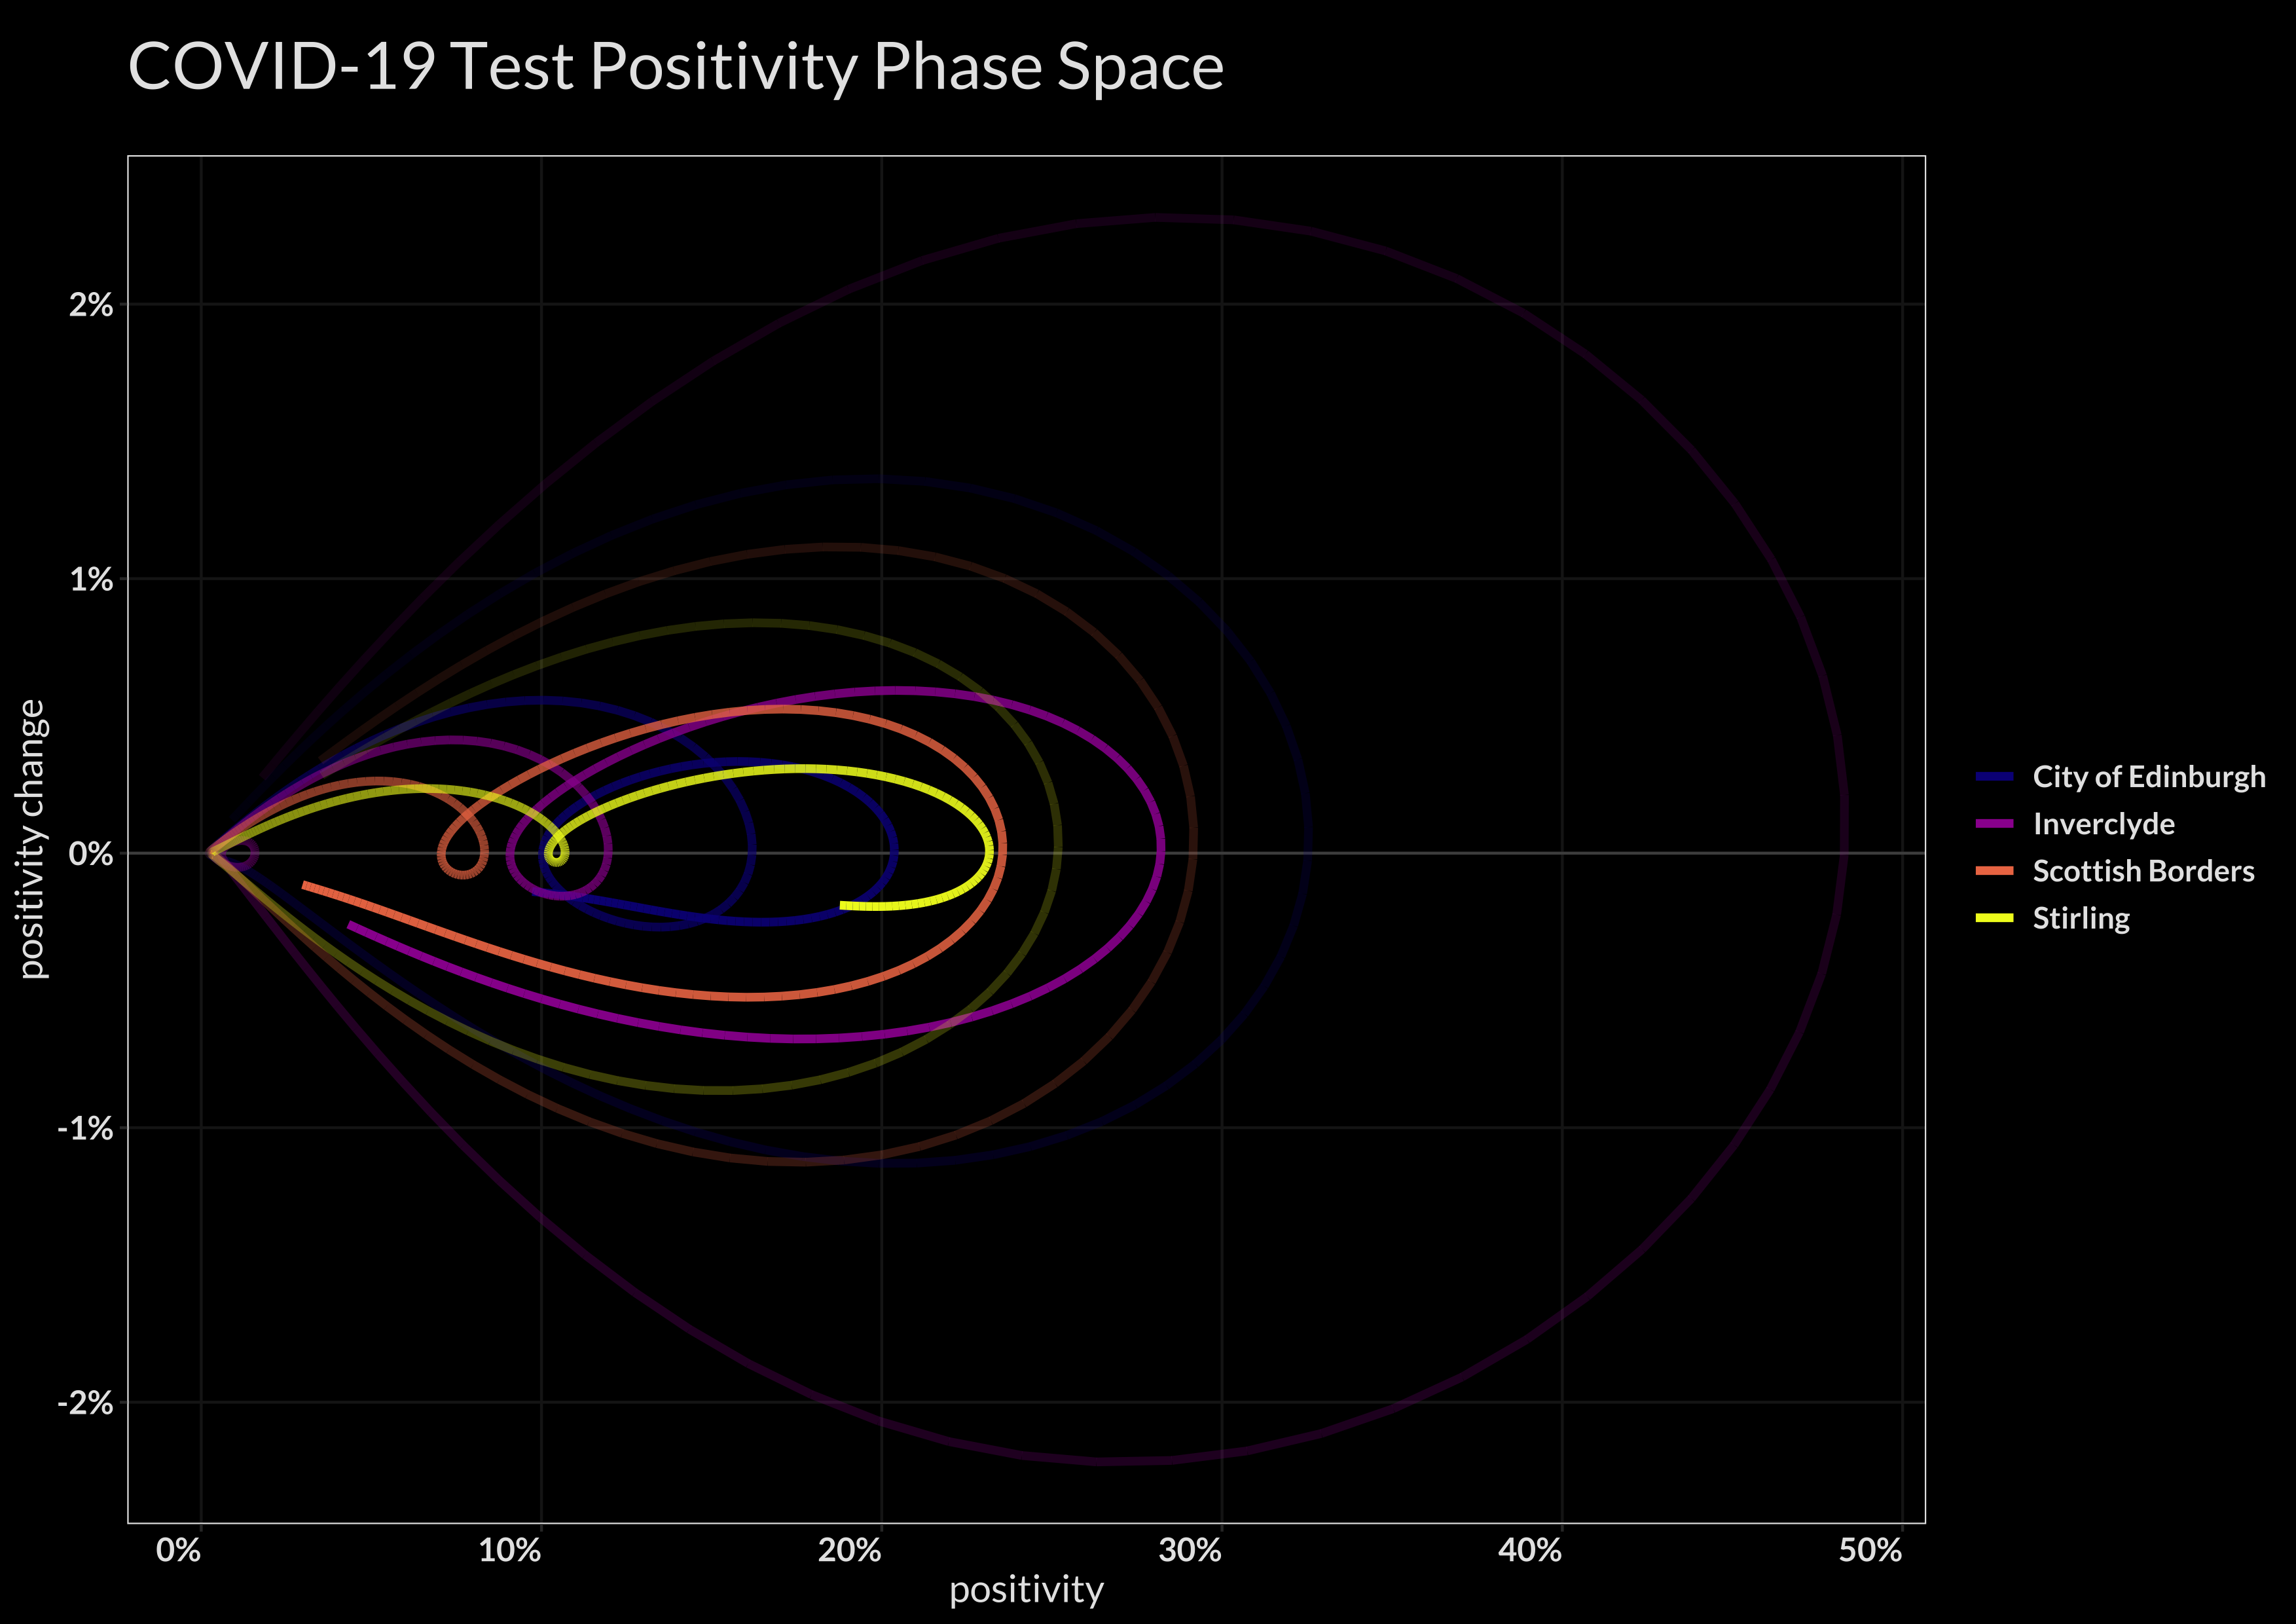 COVID-19 Test Positivity Phase Space
positivity change
2%
1%
0%
-1%
-2%
0%
10%
20%
30%
40%
50%
positivity
City of Edinburgh
Inverclyde
Scottish Borders
Stirling